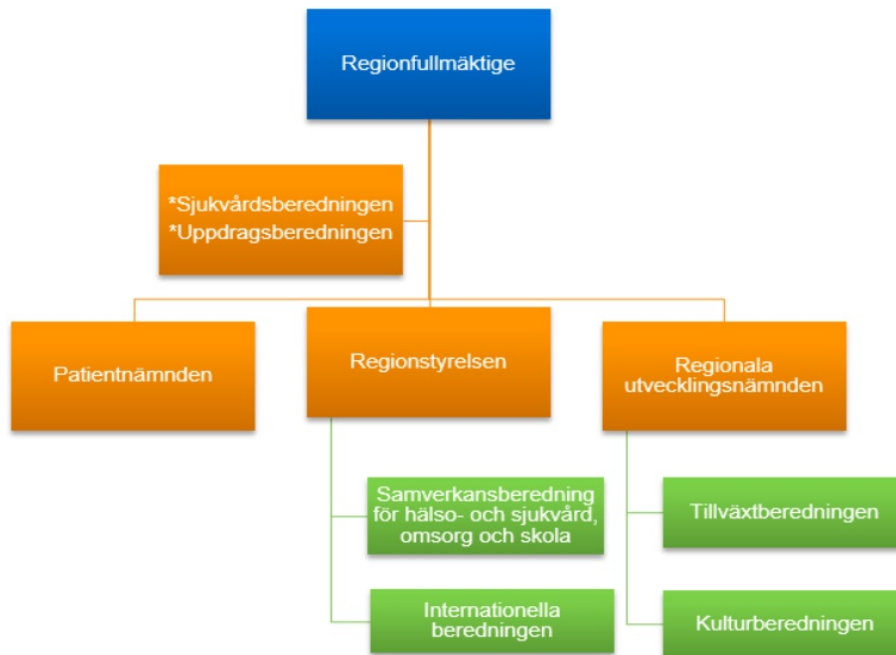 Regionfullmäktige
*Sjukvårdsberedningen
*Uppdragsberedningen
Patientnämnden
Regionstyrelsen
Regionala
utvecklingsnämnden
Samverkansberedning
för hälso- och sjukvård,
omsorg och skola
Tillväxtberedningen
Internationella
beredningen
Kulturberedningen